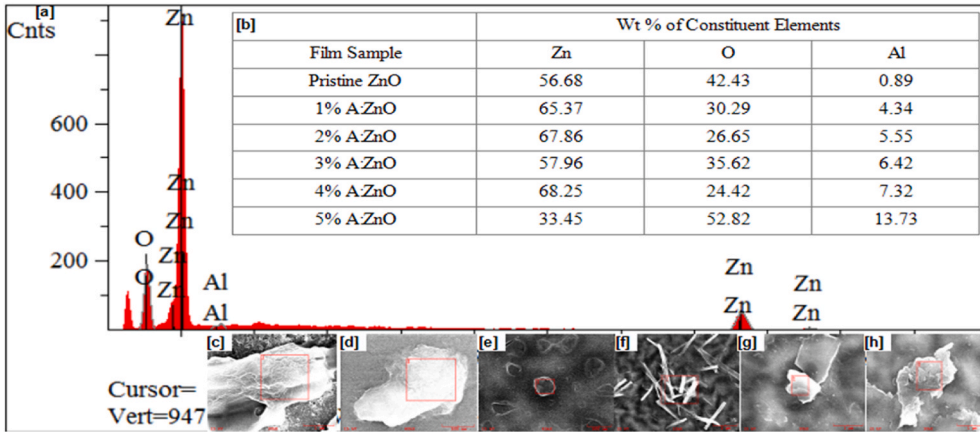 [a]
Cnts
Zn
600
400
200
Zn
Zn
O
Zn
O
Zn
Al
Al
Zn
Zn
Zn
Zn
[b]
Wt % of Constituent Elements
Film Sample Zn O Al
Pristine ZnO 56.68 42.43 0.89
1% A:ZnO 65.37 30.29 4.34
2% A:ZnO 67.86 26.65 5.55
3% A:ZnO 57.96 35.62 6.42
4% A:ZnO 68.25 24.42 7.32
5% A:ZnO 33.45 52.82 13.73
[c] [d] [e] [f] [g] [h]
Cursor=
Vert=947